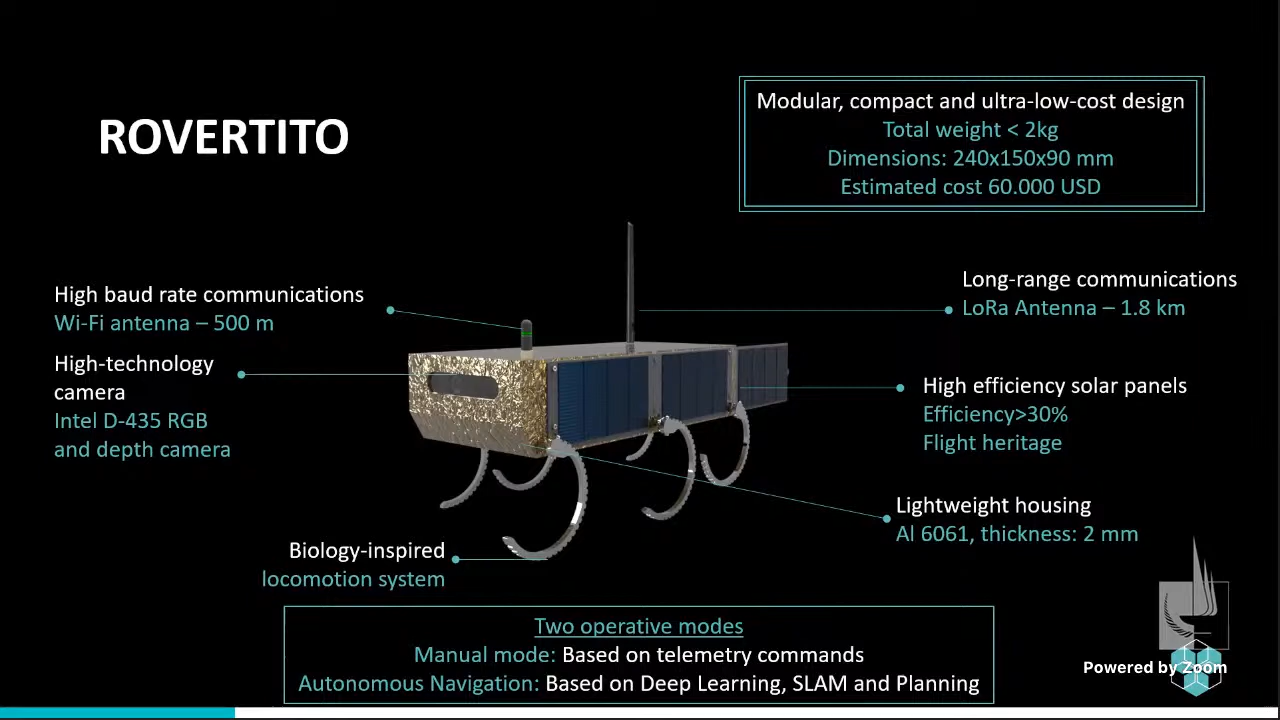 ROVERTITO
Modular, compact and ultra-low-cost design
Total weight < 2kg
Dimensions: 240x150x90 mm
Estimated cost 60.000 USD
High baud rate communications
Wi-Fi antenna – 500 m
High-technology
camera
Intel D-435 RGB
and depth camera
Long-range communications
LoRa Antenna – 1.8 km
High efficiency solar panels
Efficiency>30%
Flight heritage
Lightweight housing
Al 6061, thickness: 2 mm
Biology-inspired
locomotion system
Two operative modes
Manual mode: Based on telemetry commands
Autonomous Navigation: Based on Deep Learning, SLAM and Planning
Powered by Zoom